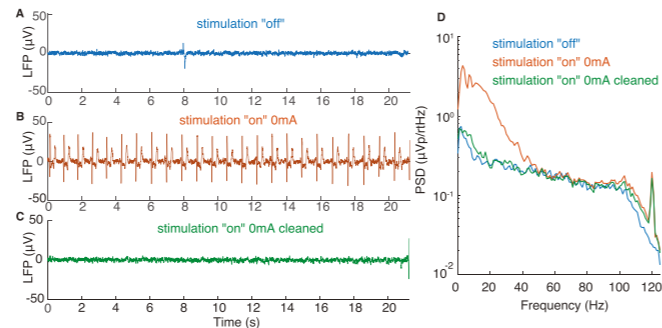 A
stimulation "off"
50
0
-50
LFP (µV)
0 2 4 6 8 10 12 14 16 18 20
B
stimulation "on" 0mA
50
0
-50
LFP (µV)
0 2 4 6 8 10 12 14 16 18 20
C
stimulation "on" 0mA cleaned
50
0
-50
LFP (µV)
0 2 4 6 8 10 12 14 16 18 20
Time (s)
D
stimulation "off"
stimulation "on" 0mA
stimulation "on" 0mA cleaned
10¹
10⁰
10⁻¹
10⁻²
PSD (µVp/rtHz)
0 20 40 60 80 100 120
Frequency (Hz)